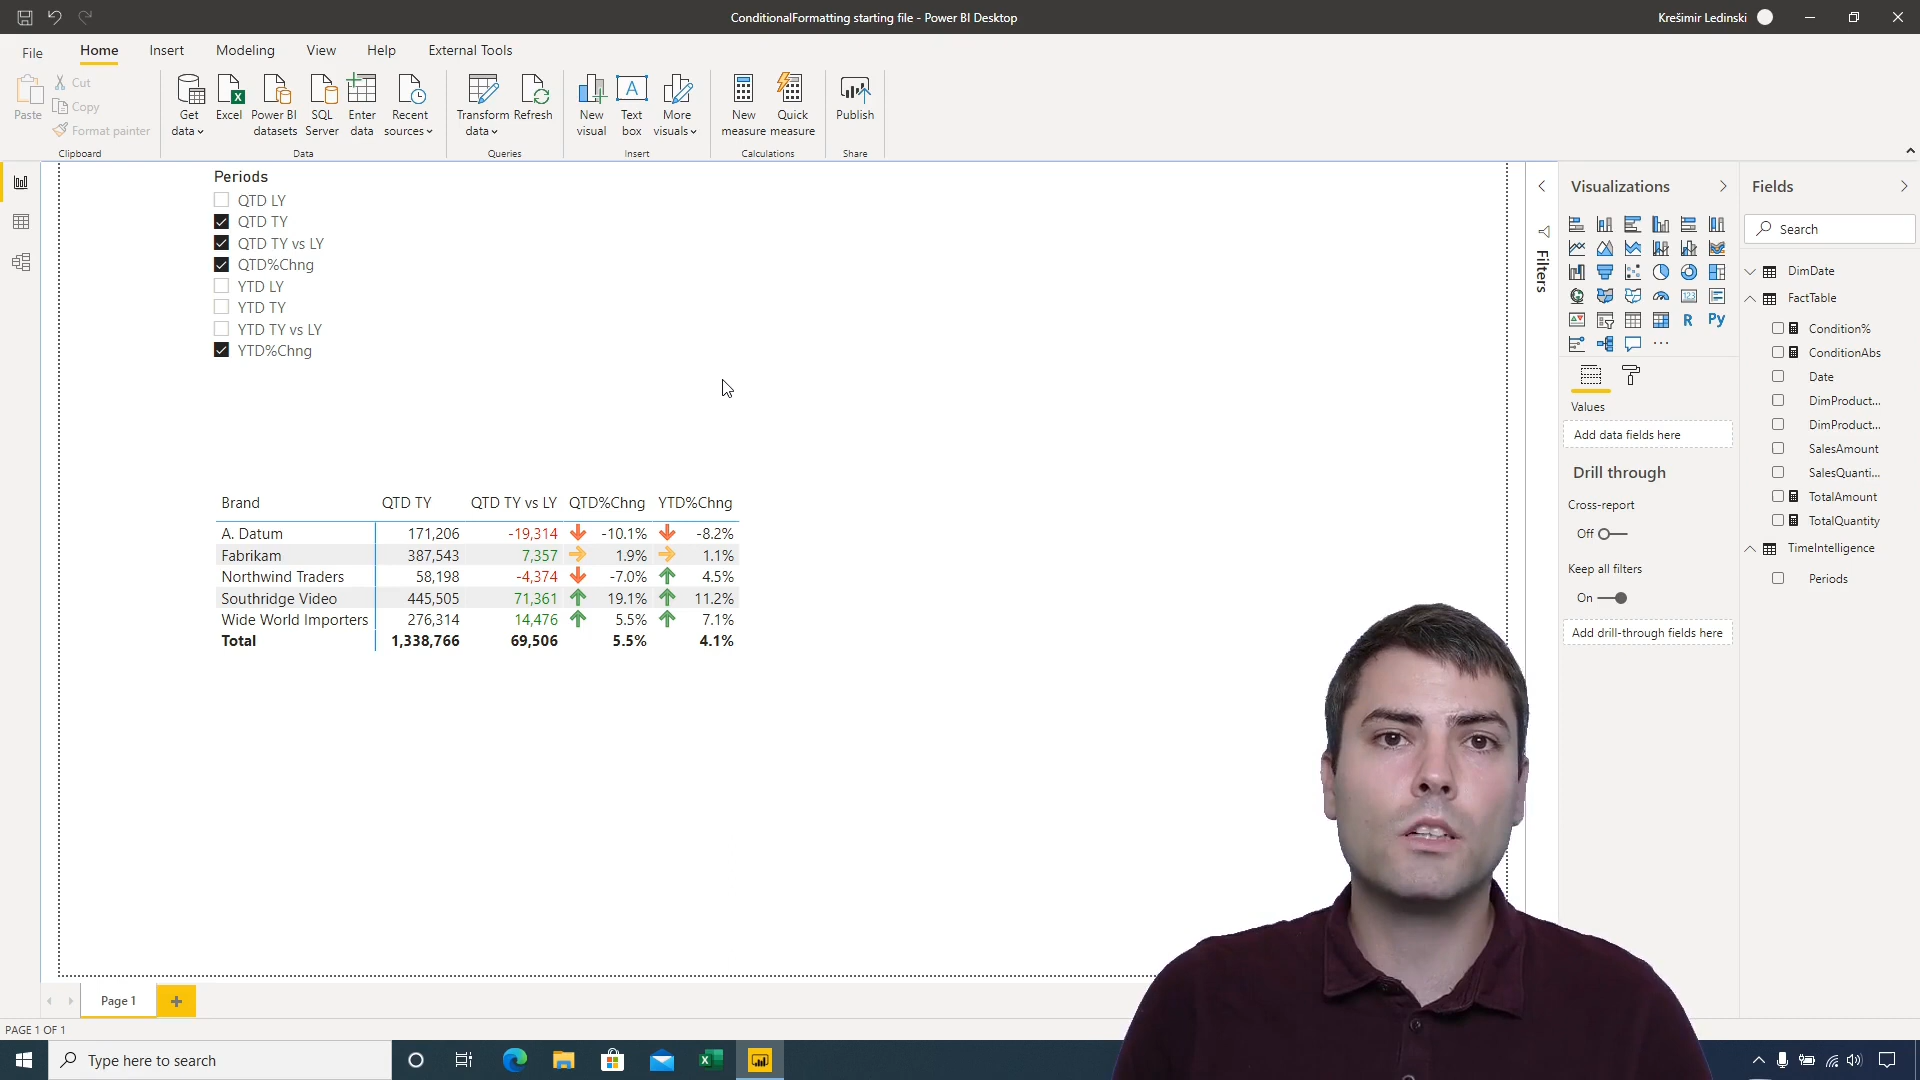 ConditionalFormatting starting file - Power BI Desktop
Krešimir Ledinski
File
Home
Insert
Modeling
View
Help
External Tools
Paste
Cut
Copy
Format painter
Clipboard
Get data
Excel
Power BI datasets
SQL Server
Enter data
Recent sources
Data
Transform data
Refresh
Queries
New visual
A
Text box
More visuals
Insert
New measure
Quick measure
Calculations
Publish
Share
Periods
QTD LY
QTD TY
QTD TY vs LY
QTD%Chng
YTD LY
YTD TY
YTD TY vs LY
YTD%Chng
Brand QTD TY QTD TY vs LY QTD%Chng YTD%Chng
A. Datum 171,206 -19,314 -10.1% -8.2%
Fabrikam 387,543 7,357 1.9% 1.1%
Northwind Traders 58,198 -4,374 -7.0% 4.5%
Southridge Video 445,505 71,361 19.1% 11.2%
Wide World Importers 276,314 14,476 5.5% 7.1%
Total 1,338,766 69,506 5.5% 4.1%
Filters
Visualizations
123
R
Py
Values
Add data fields here
Drill through
Cross-report
Off
Keep all filters
On
Add drill-through fields here
Fields
Search
DimDate
FactTable
Condition%
ConditionAbs
Date
DimProduct...
DimProduct...
SalesAmount
SalesQuanti...
TotalAmount
TotalQuantity
TimeIntelligence
Periods
Page 1
PAGE 1 OF 1
Type here to search